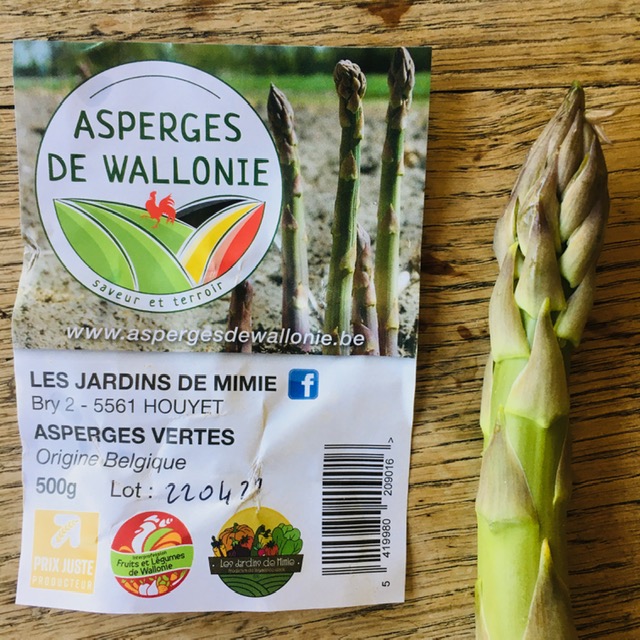 ASPERGES
DE WALLONIE
saveur et terroir
www.aspergesdewallonie.be
LES JARDINS DE MIMIE f
Bry 2 - 5561 HOUYET
ASPERGES VERTES
Origine Belgique
500g Lot : 220422
5 419980 209016 >
PRIX JUSTE
PRODUCTEUR
Fruits et Légumes
de Wallonie
Les Jardins de Mimie